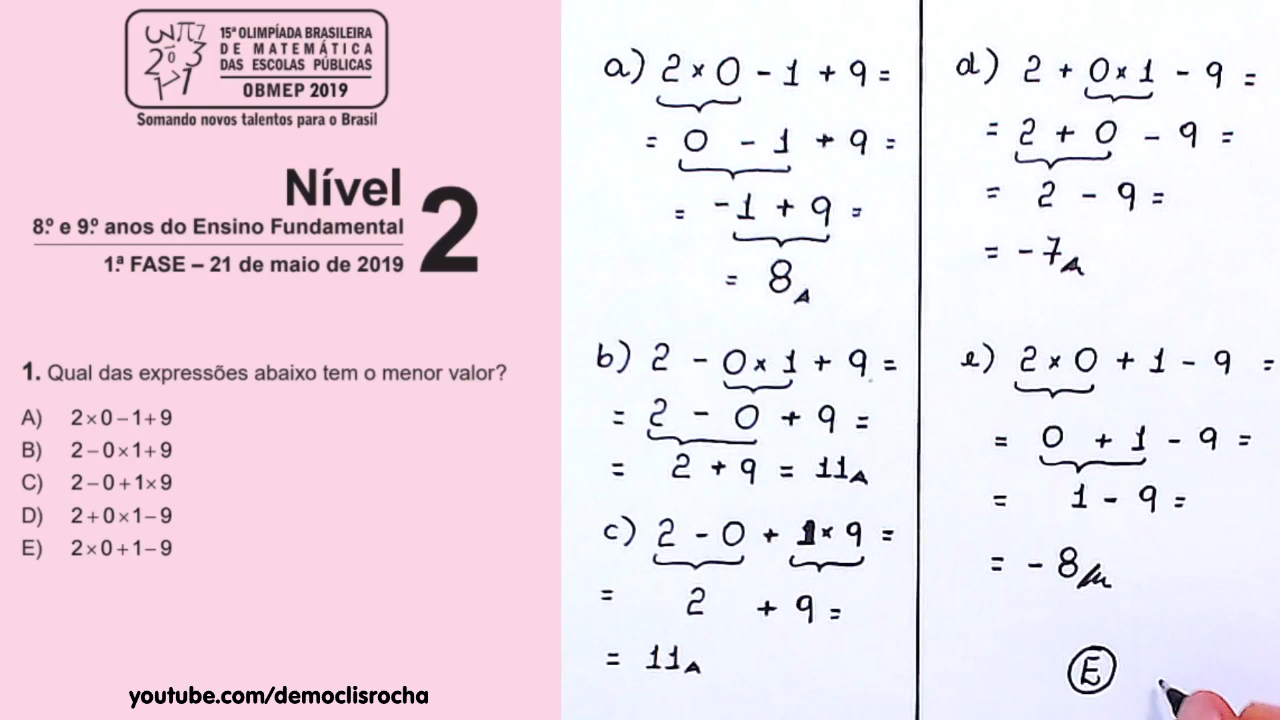 15ª OLIMPÍADA BRASILEIRA
DE MATEMÁTICA
DAS ESCOLAS PÚBLICAS
OBMEP 2019
Somando novos talentos para o Brasil
Nível 2
8.º e 9.º anos do Ensino Fundamental
1.ª FASE – 21 de maio de 2019
1. Qual das expressões abaixo tem o menor valor?
A) 2×0−1+9
B) 2−0×1+9
C) 2−0+1×9
D) 2+0×1−9
E) 2×0+1−9
youtube.com/democlisrocha
a) 2 × 0 - 1 + 9 =
= 0 - 1 + 9 =
= -1 + 9 =
= 8
b) 2 - 0 × 1 + 9 =
= 2 - 0 + 9 =
= 2 + 9 = 11
c) 2 - 0 + 1 × 9 =
= 2 + 9 =
= 11
d) 2 + 0 × 1 - 9 =
= 2 + 0 - 9 =
= 2 - 9 =
= -7
e) 2 × 0 + 1 - 9 =
= 0 + 1 - 9 =
= 1 - 9 =
= -8
E